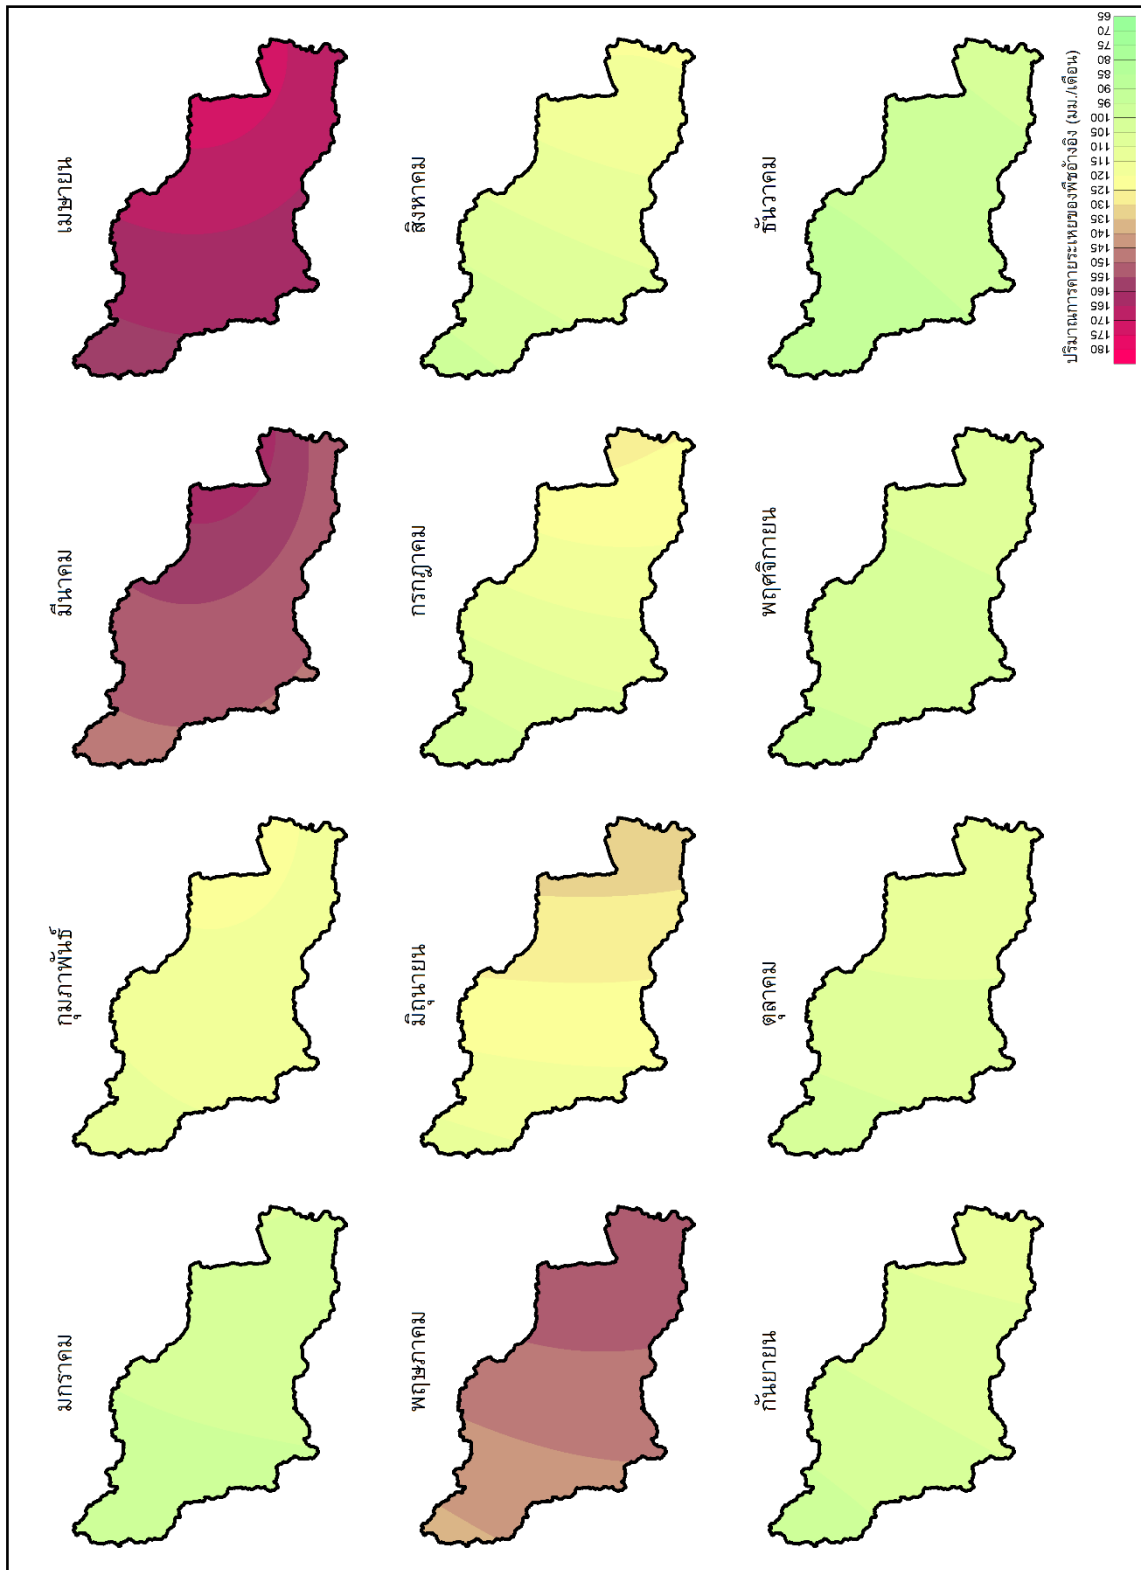 มกราคม
กุมภาพันธ์
มีนาคม
เมษายน
พฤษภาคม
มิถุนายน
กรกฎาคม
สิงหาคม
กันยายน
ตุลาคม
พฤศจิกายน
ธันวาคม
ปริมาณการคายระเหยของพืชอ้างอิง (มม./เดือน)
180
175
170
165
160
155
150
145
140
135
130
125
120
115
110
105
100
95
90
85
80
75
70
65